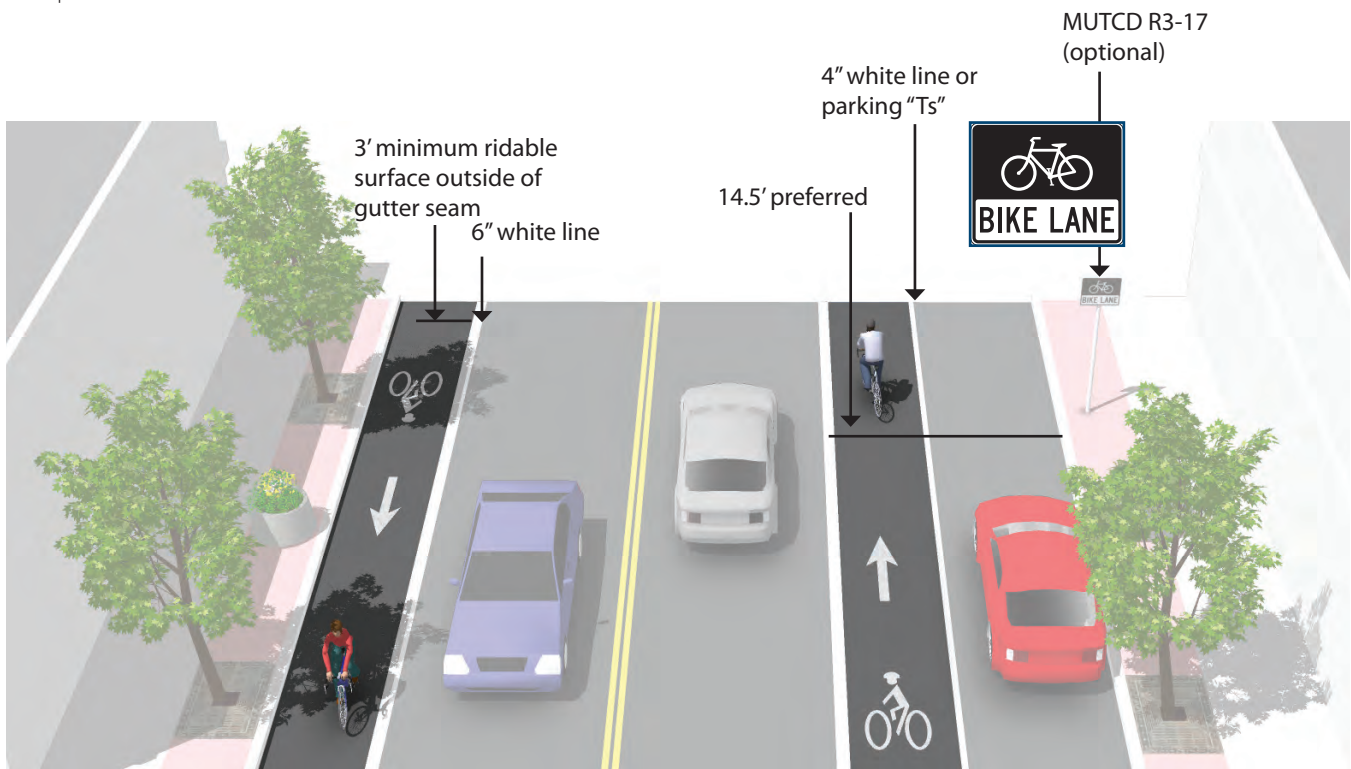 MUTCD R3-17
(optional)
4” white line or
parking “Ts”
3’ minimum ridable
surface outside of
gutter seam
14.5’ preferred
6” white line
BIKE LANE
BIKE LANE